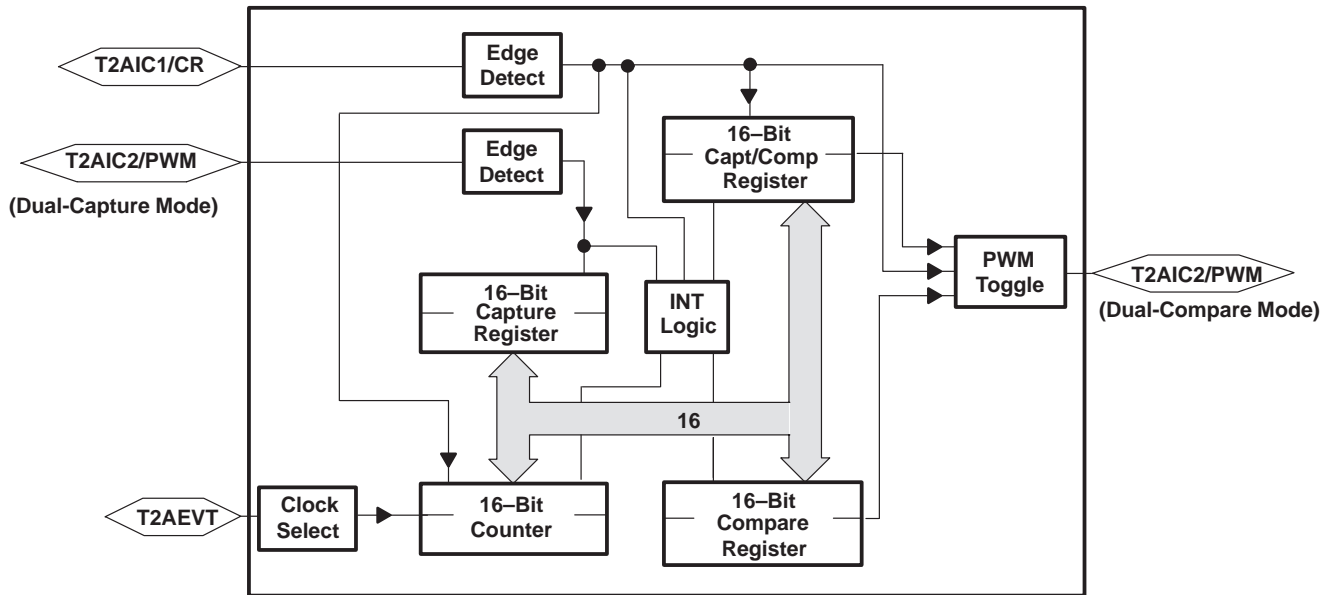 T2AIC1/CR
Edge
Detect
T2AIC2/PWM
(Dual-Capture Mode)
Edge
Detect
16–Bit
Capt/Comp
Register
PWM
Toggle
T2AIC2/PWM
(Dual-Compare Mode)
16–Bit
Capture
Register
INT
Logic
16
T2AEVT
Clock
Select
16–Bit
Counter
16–Bit
Compare
Register